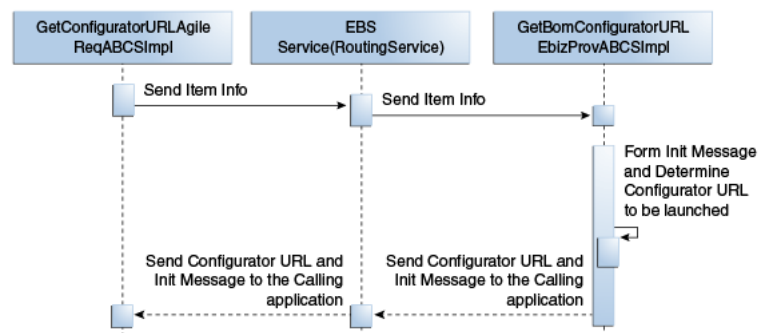 GetConfiguratorURLAgile
ReqABCSImpl
EBS
Service(RoutingService)
GetBomConfiguratorURL
EbizProvABCSImpl
Send Item Info
Send Item Info
Form Init Message
and Determine
Configurator URL
to be launched
Send Configurator URL and
Init Message to the Calling
application
Send Configurator URL and
Init Message to the Calling
application